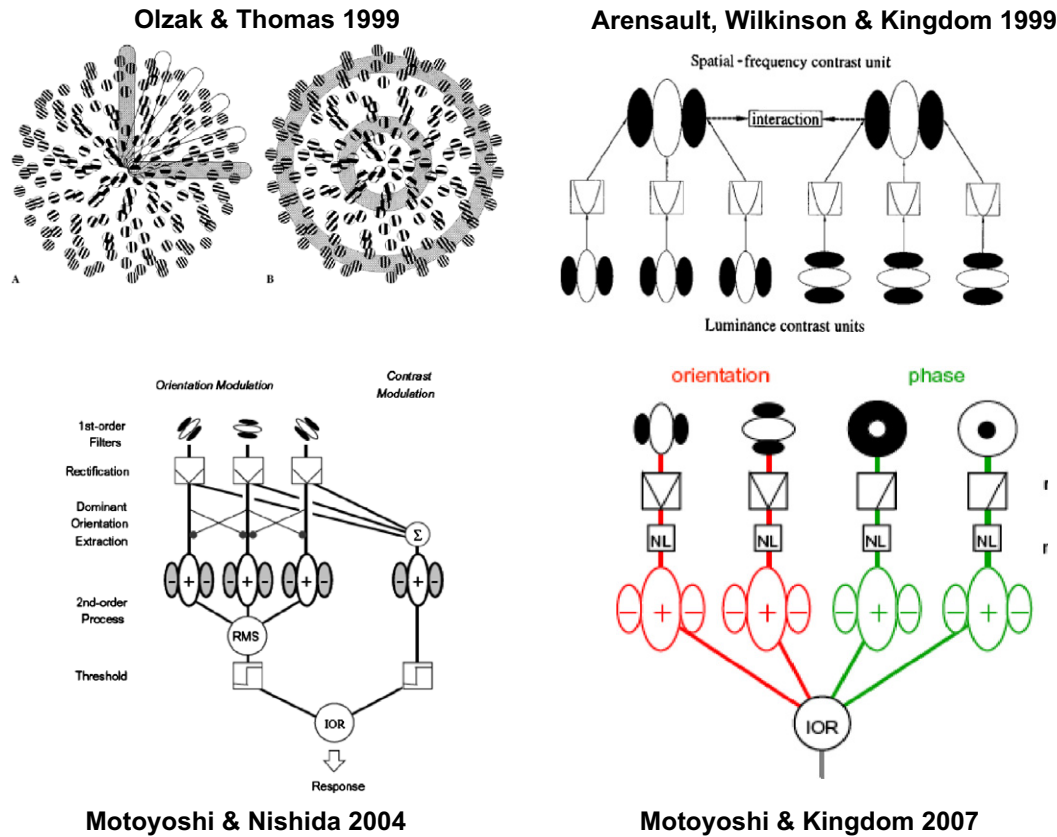 Olzak & Thomas 1999
A
B
Arensault, Wilkinson & Kingdom 1999
Spatial-frequency contrast unit
interaction
Luminance contrast units
Orientation Modulation
Contrast
Modulation
1st-order
Filters
Rectification
Dominant
Orientation
Extraction
Σ
- + - - + - - + - - + -
2nd-order
Process
RMS
Threshold
IOR
Response
Motoyoshi & Nishida 2004
orientation phase
r
NL NL NL NL r
− + − − + − − + − − + −
IOR
Motoyoshi & Kingdom 2007